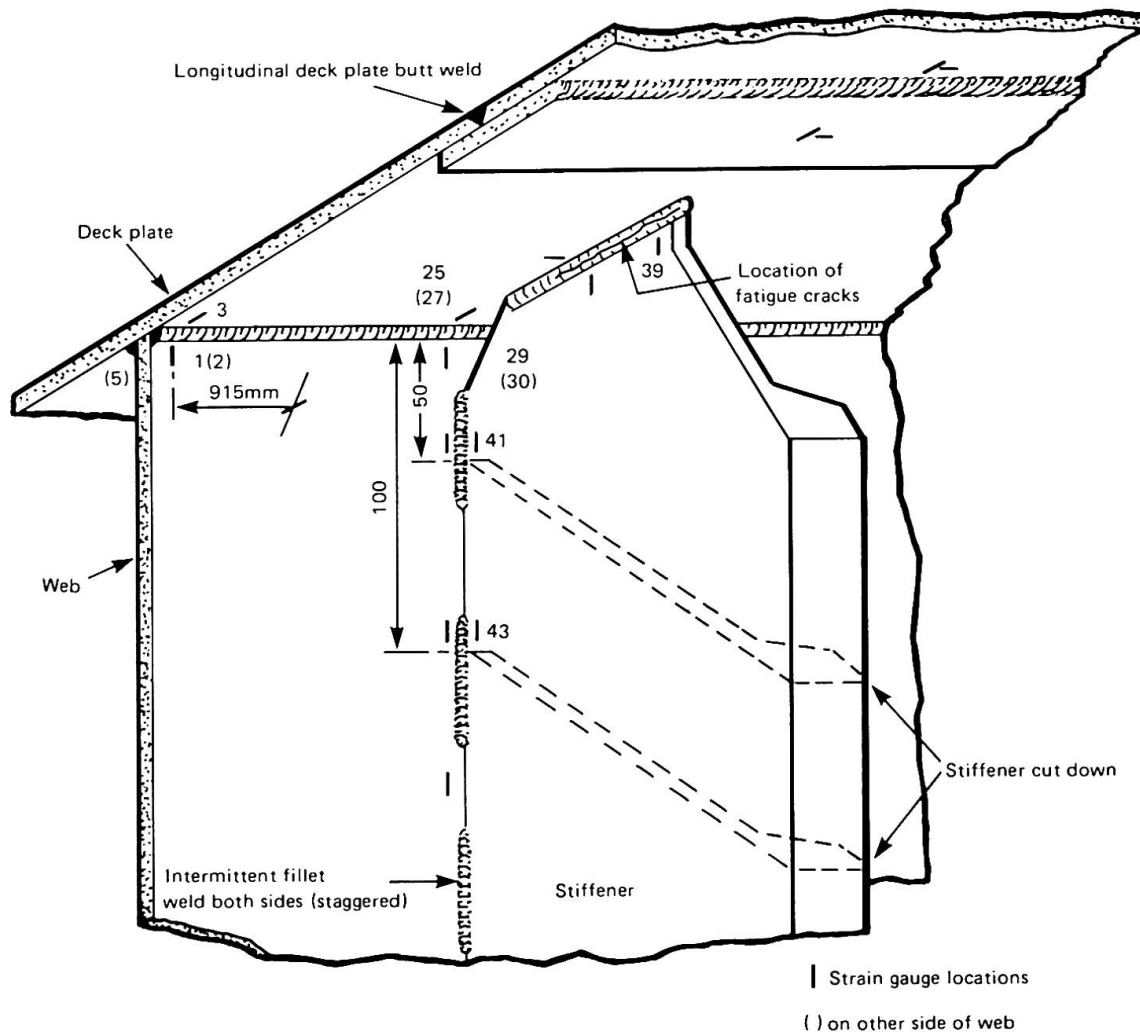 Longitudinal deck plate butt weld
Deck plate
3
25
(27)
39
Location of
fatigue cracks
(5)
1(2)
29
(30)
915mm
50
41
100
Web
43
Stiffener cut down
Intermittent fillet
weld both sides (staggered)
Stiffener
Strain gauge locations
( ) on other side of web